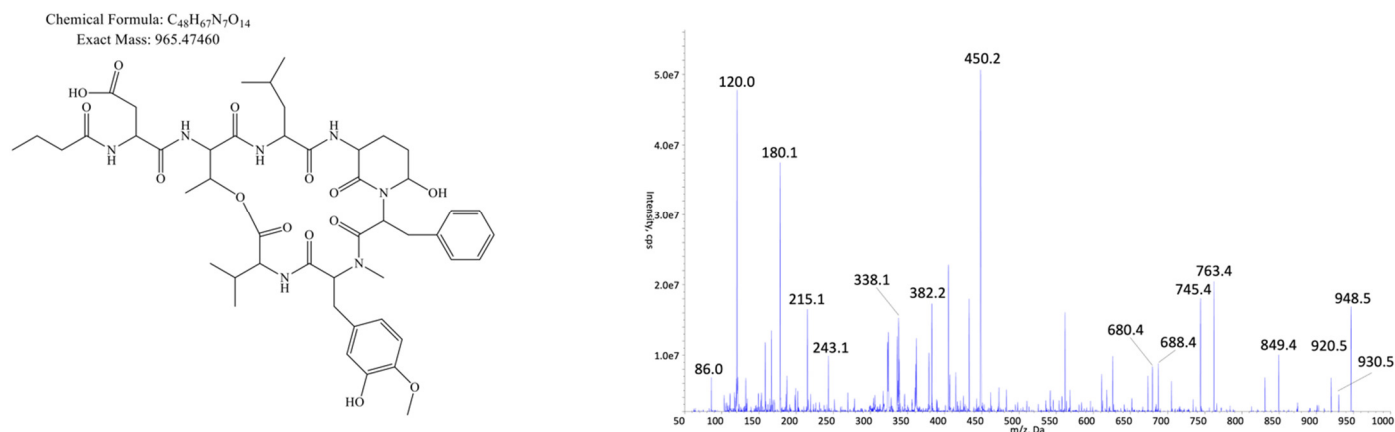 Chemical Formula: C₄₈H₆₇N₇O₁₄
Exact Mass: 965.47460
O
HO
O
N
H
O
H
N
O
N
H
O
H
N
O
N
OH
O
O
O
O
N
N
H
HO
O
Intensity, cps
5.0e7
4.0e7
3.0e7
2.0e7
1.0e7
86.0
120.0
180.1
215.1
243.1
338.1
382.2
450.2
680.4
688.4
745.4
763.4
849.4
920.5
930.5
948.5
50 100 150 200 250 300 350 400 450 500 550 600 650 700 750 800 850 900 950 1000
m/z, Da